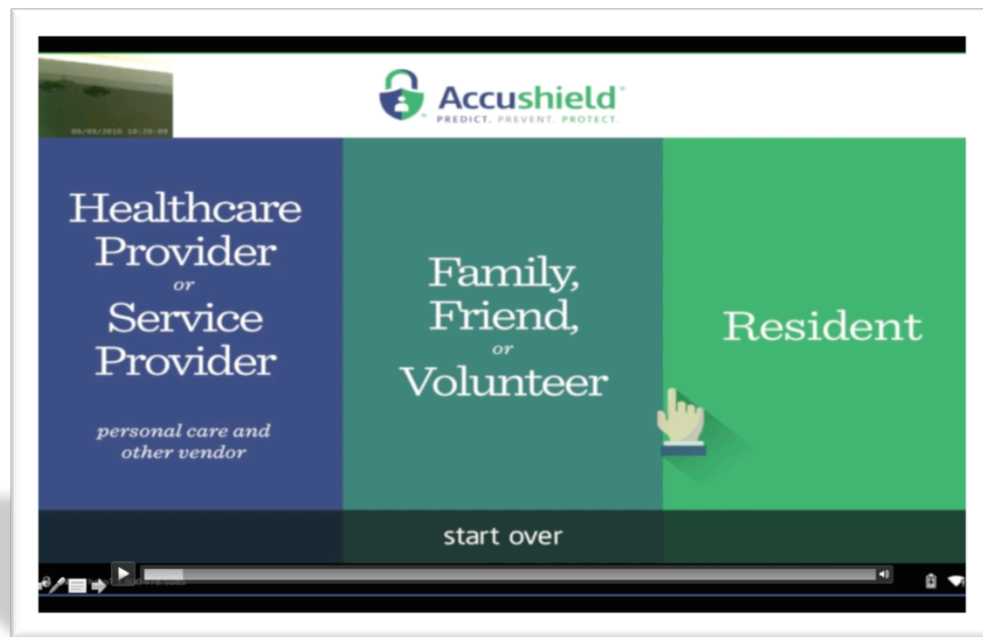 Accushield®
PREDICT. PREVENT. PROTECT.
09/09/2016 10:20:09
Healthcare
Provider
or
Service
Provider
personal care and
other vendor
Family,
Friend,
or
Volunteer
Resident
start over